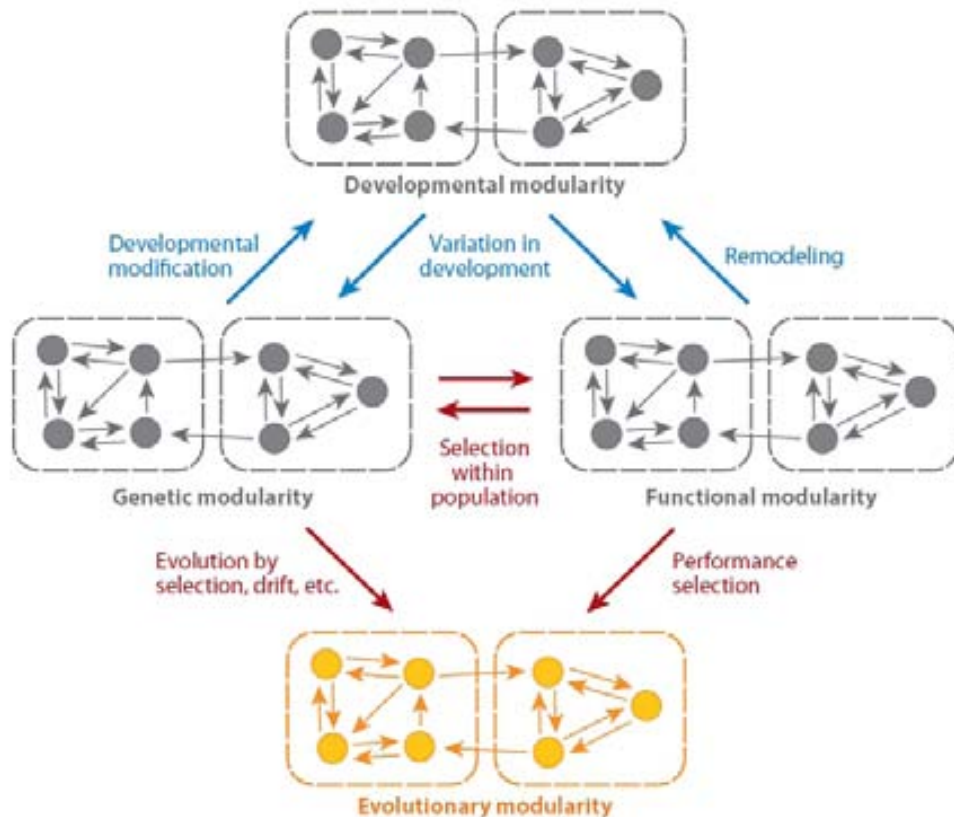 Developmental modularity
Developmental
modification
Variation in
development
Remodeling
Selection
within
population
Genetic modularity
Functional modularity
Evolution by
selection, drift, etc.
Performance
selection
Evolutionary modularity